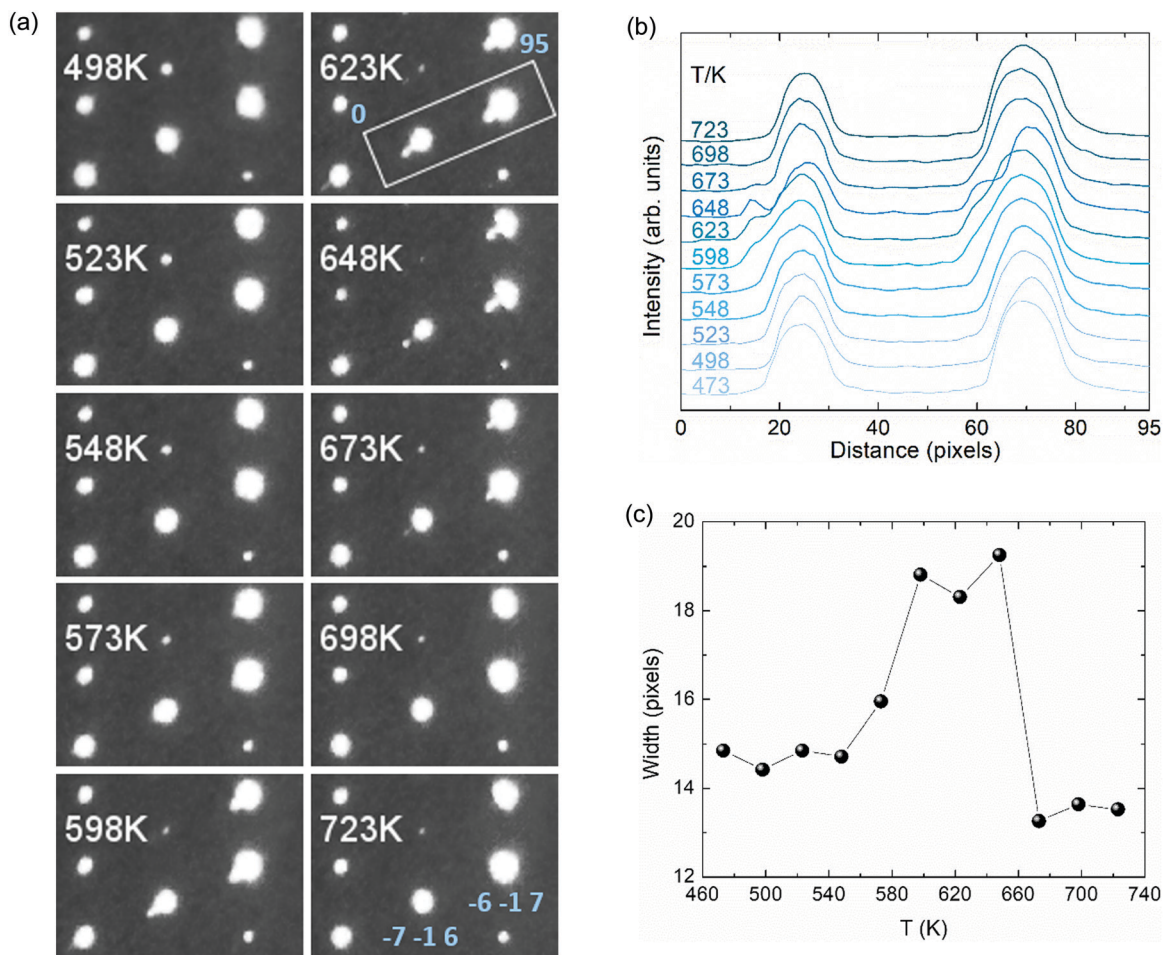 (a)
498K
623K
0
95
523K
648K
548K
673K
573K
698K
598K
723K
-6 -1 7
-7 -1 6
(b)
T/K
723
698
673
648
623
598
573
548
523
498
473
Intensity (arb. units)
0 20 40 60 80 95
Distance (pixels)
(c)
20
18
16
14
12
Width (pixels)
460 500 540 580 620 660 700 740
T (K)